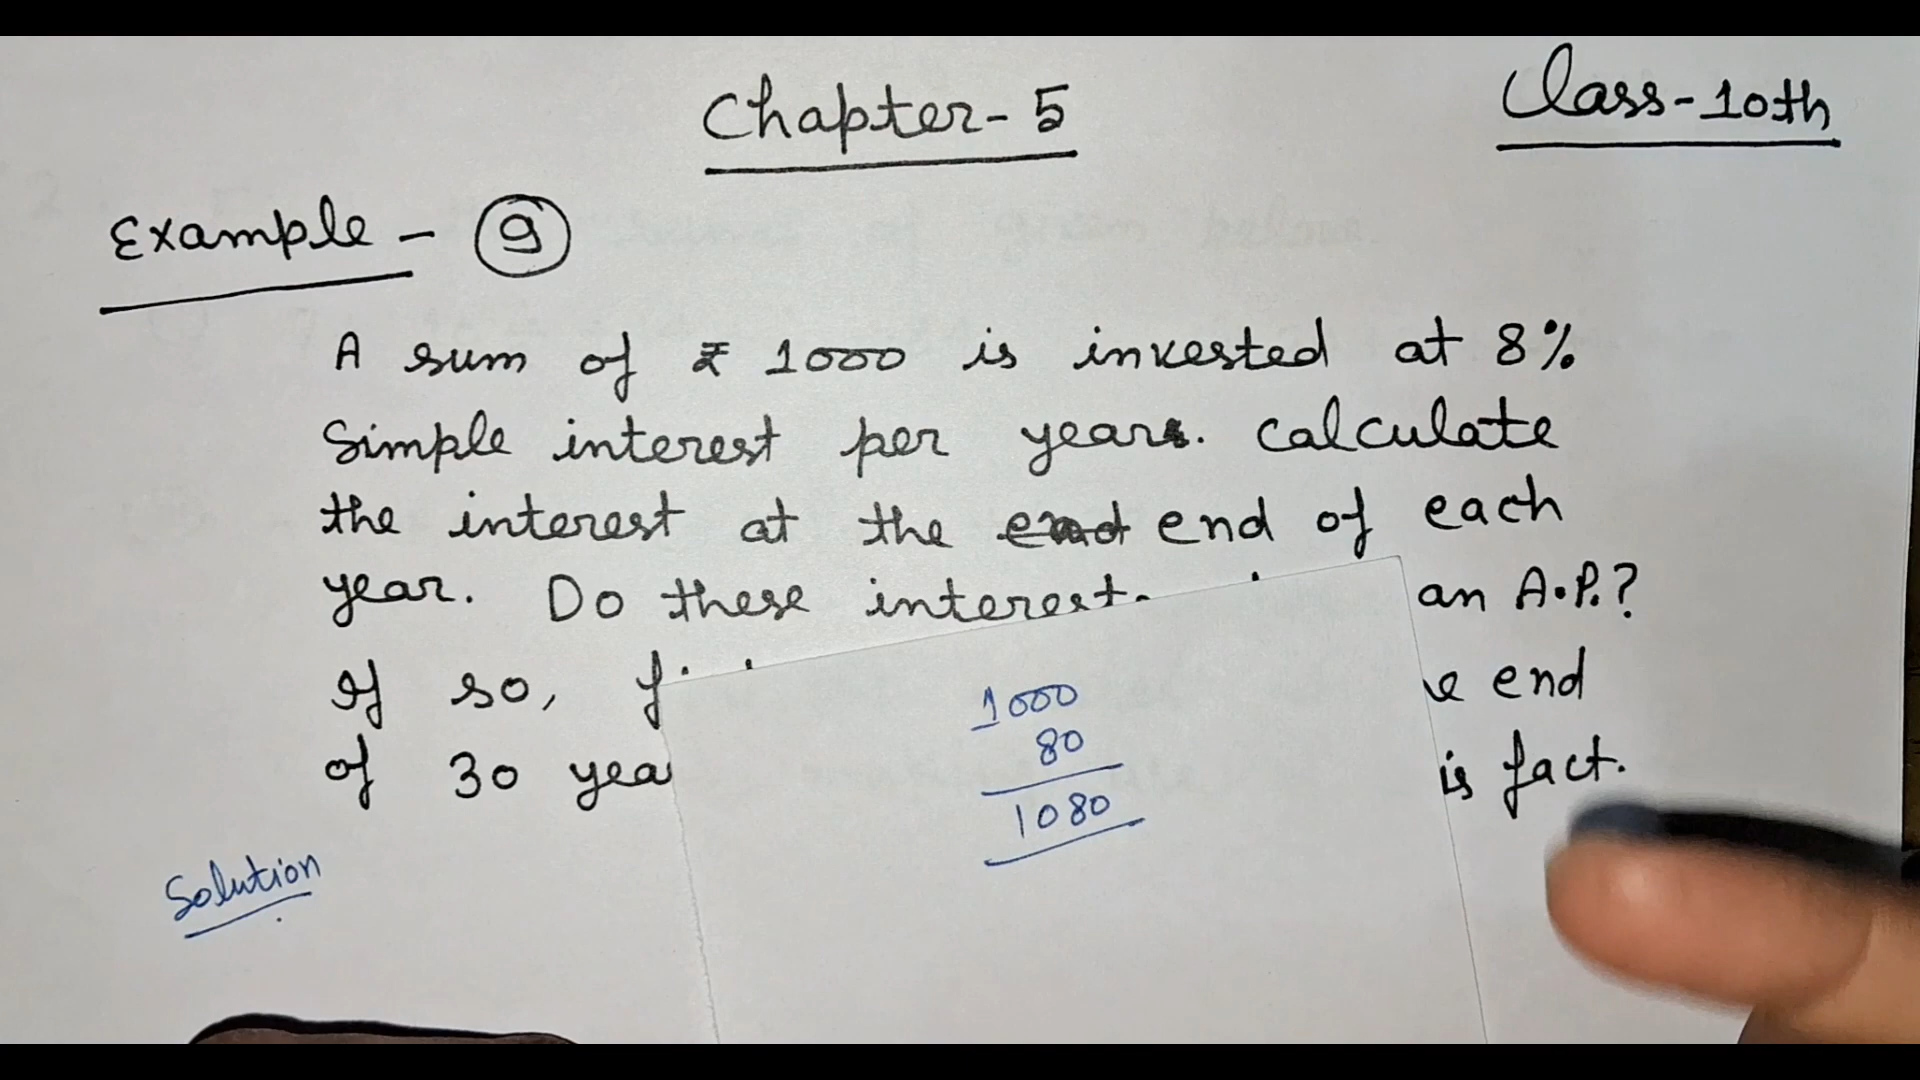 Chapter- 5
Class-10th
Example - 9
A sum of ₹ 1000 is invested at 8%
Simple interest per year. Calculate
the interest at the end end of each
year. Do these interest an A.P.?
If so, end
of 30 is fact.
1000
80
1080
Solution